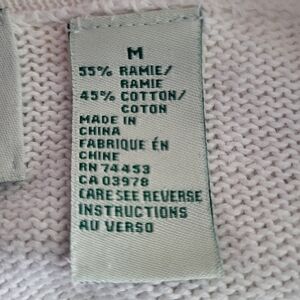 M
55% RAMIE/
RAMIE
45% COTTON/
COTON
MADE IN
CHINA
FABRIQUE ÉN
CHINE
RN 74453
CA 03978
CARE SEE REVERSE
INSTRUCTIONS
AU VERSO